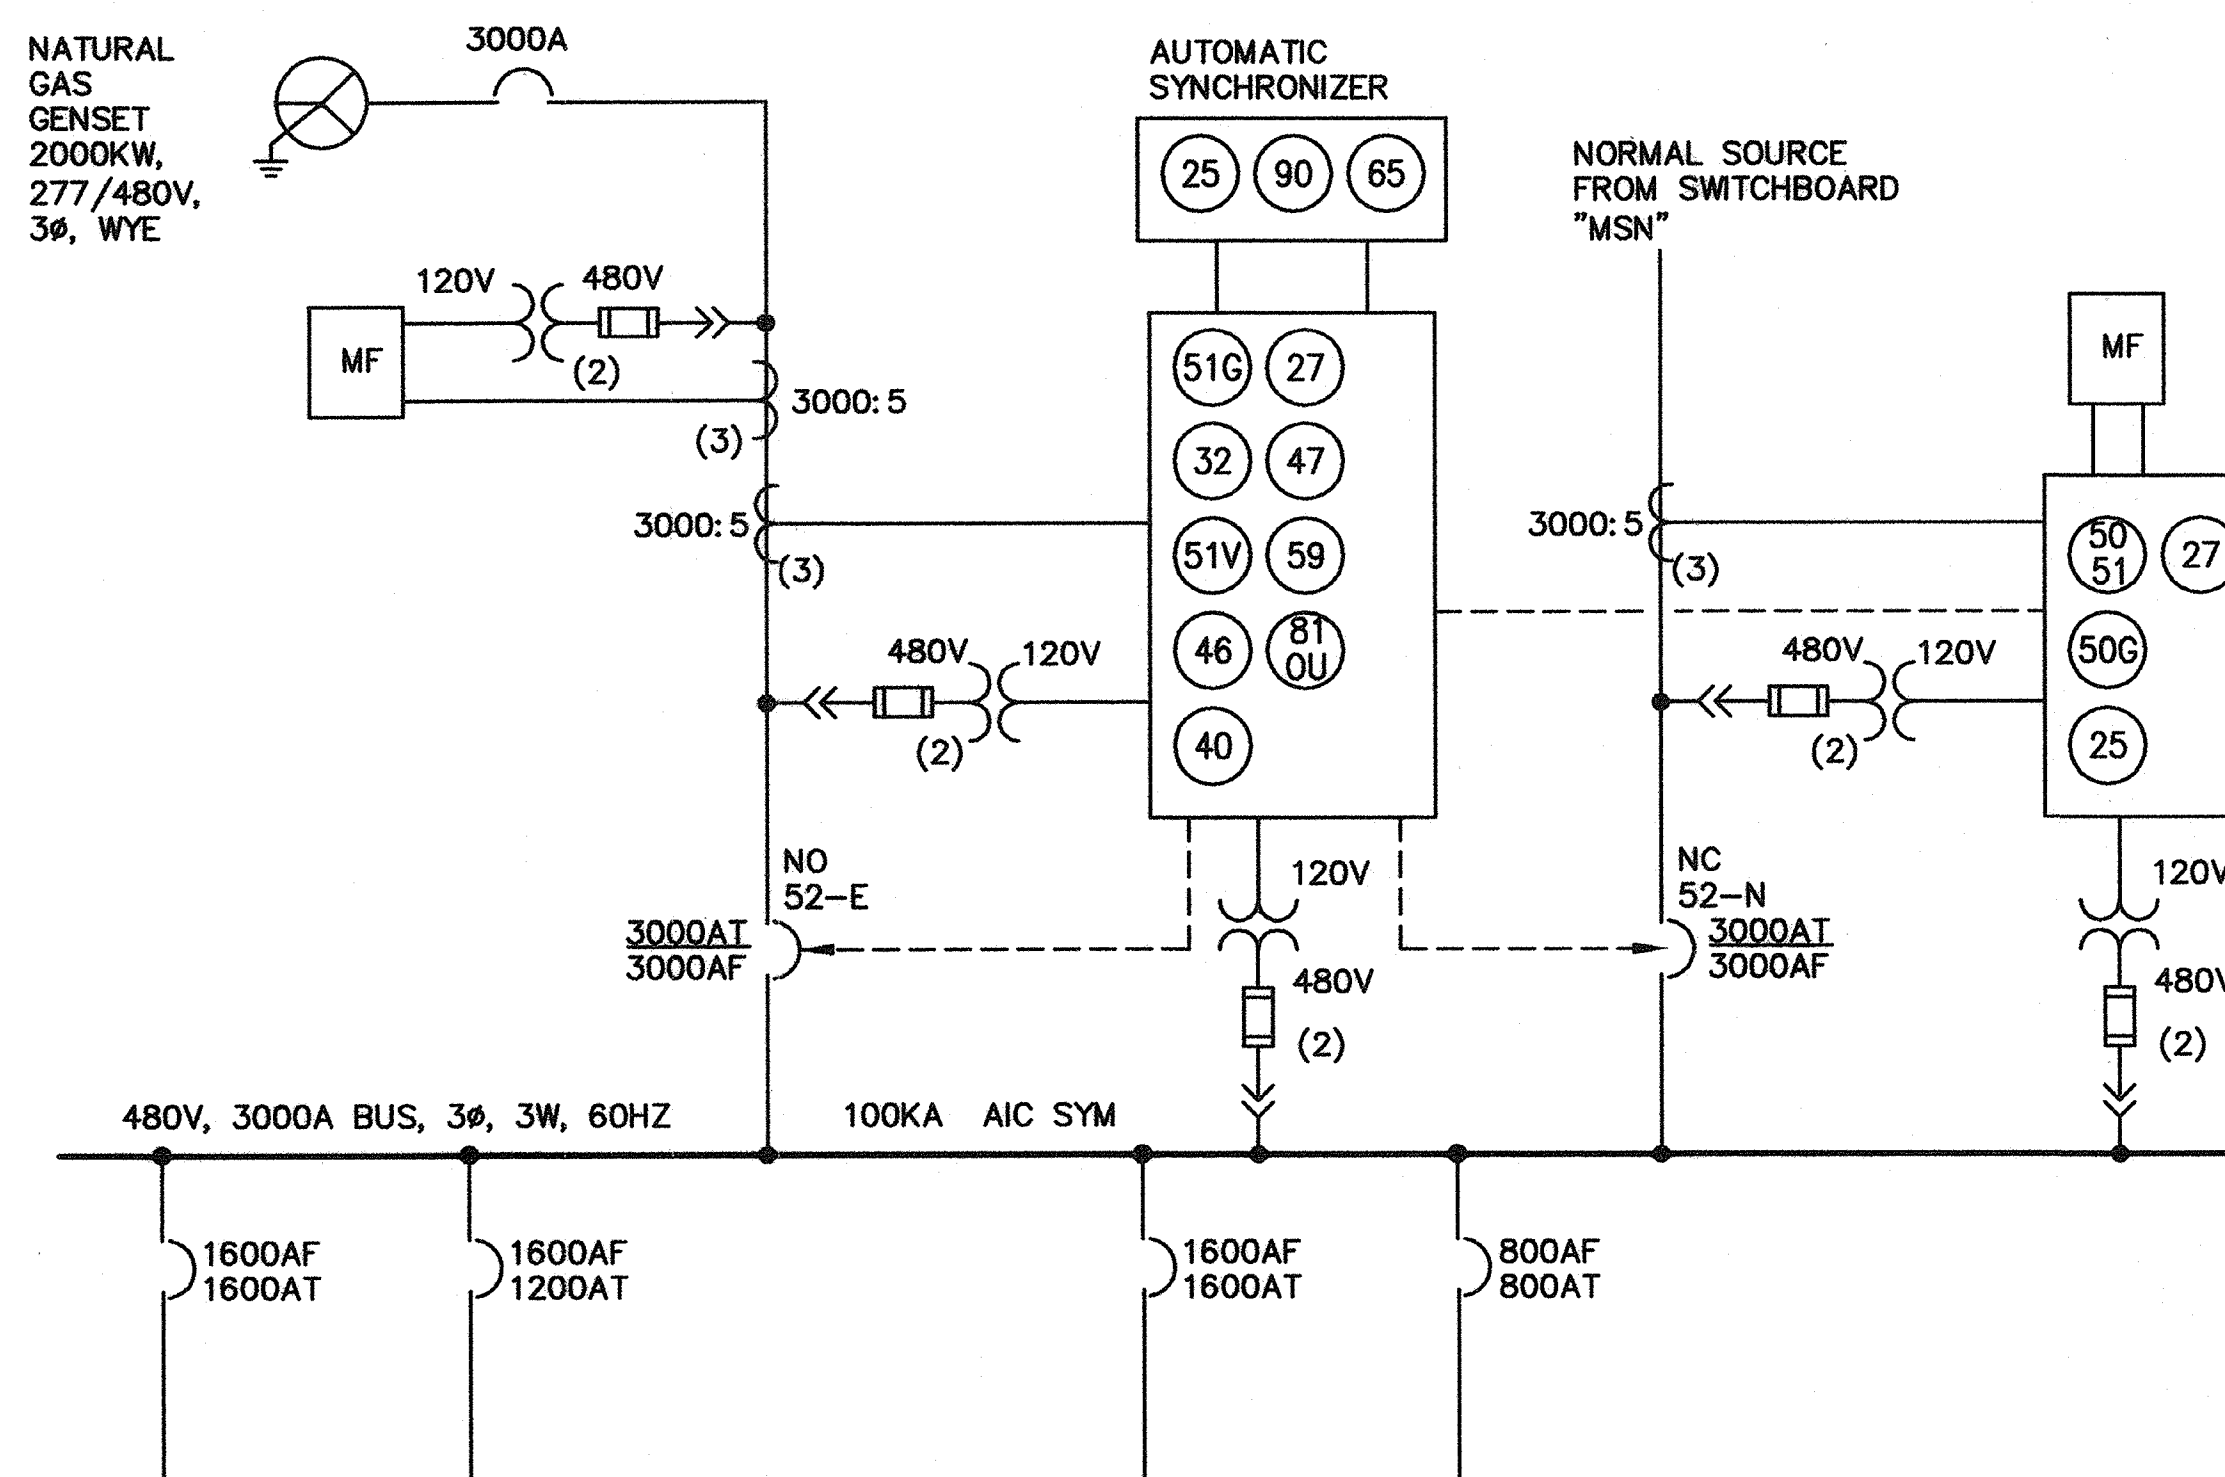 NATURAL
GAS
GENSET
2000KW,
277/480V,
3ø, WYE
3000A
AUTOMATIC
SYNCHRONIZER
25
90
65
NORMAL SOURCE
FROM SWITCHBOARD
"MSN"
120V
480V
MF
(2)
3000:5
(3)
51G
27
32
47
51V
59
46
81
OU
40
3000:5
(3)
480V
120V
(2)
MF
3000:5
(3)
50
51
27
50G
25
480V
120V
(2)
NO
52-E
3000AT
3000AF
120V
480V
(2)
NC
52-N
3000AT
3000AF
120V
480V
(2)
480V, 3000A BUS, 3ø, 3W, 60HZ
100KA AIC SYM
1600AF
1600AT
1600AF
1200AT
1600AF
1600AT
800AF
800AT